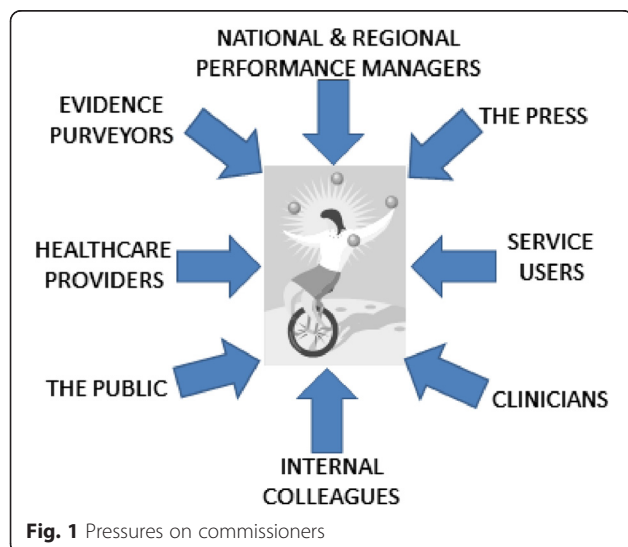 NATIONAL & REGIONAL
PERFORMANCE MANAGERS
EVIDENCE
PURVEYORS
THE PRESS
HEALTHCARE
PROVIDERS
SERVICE
USERS
THE PUBLIC
CLINICIANS
INTERNAL
COLLEAGUES
Fig. 1 Pressures on commissioners